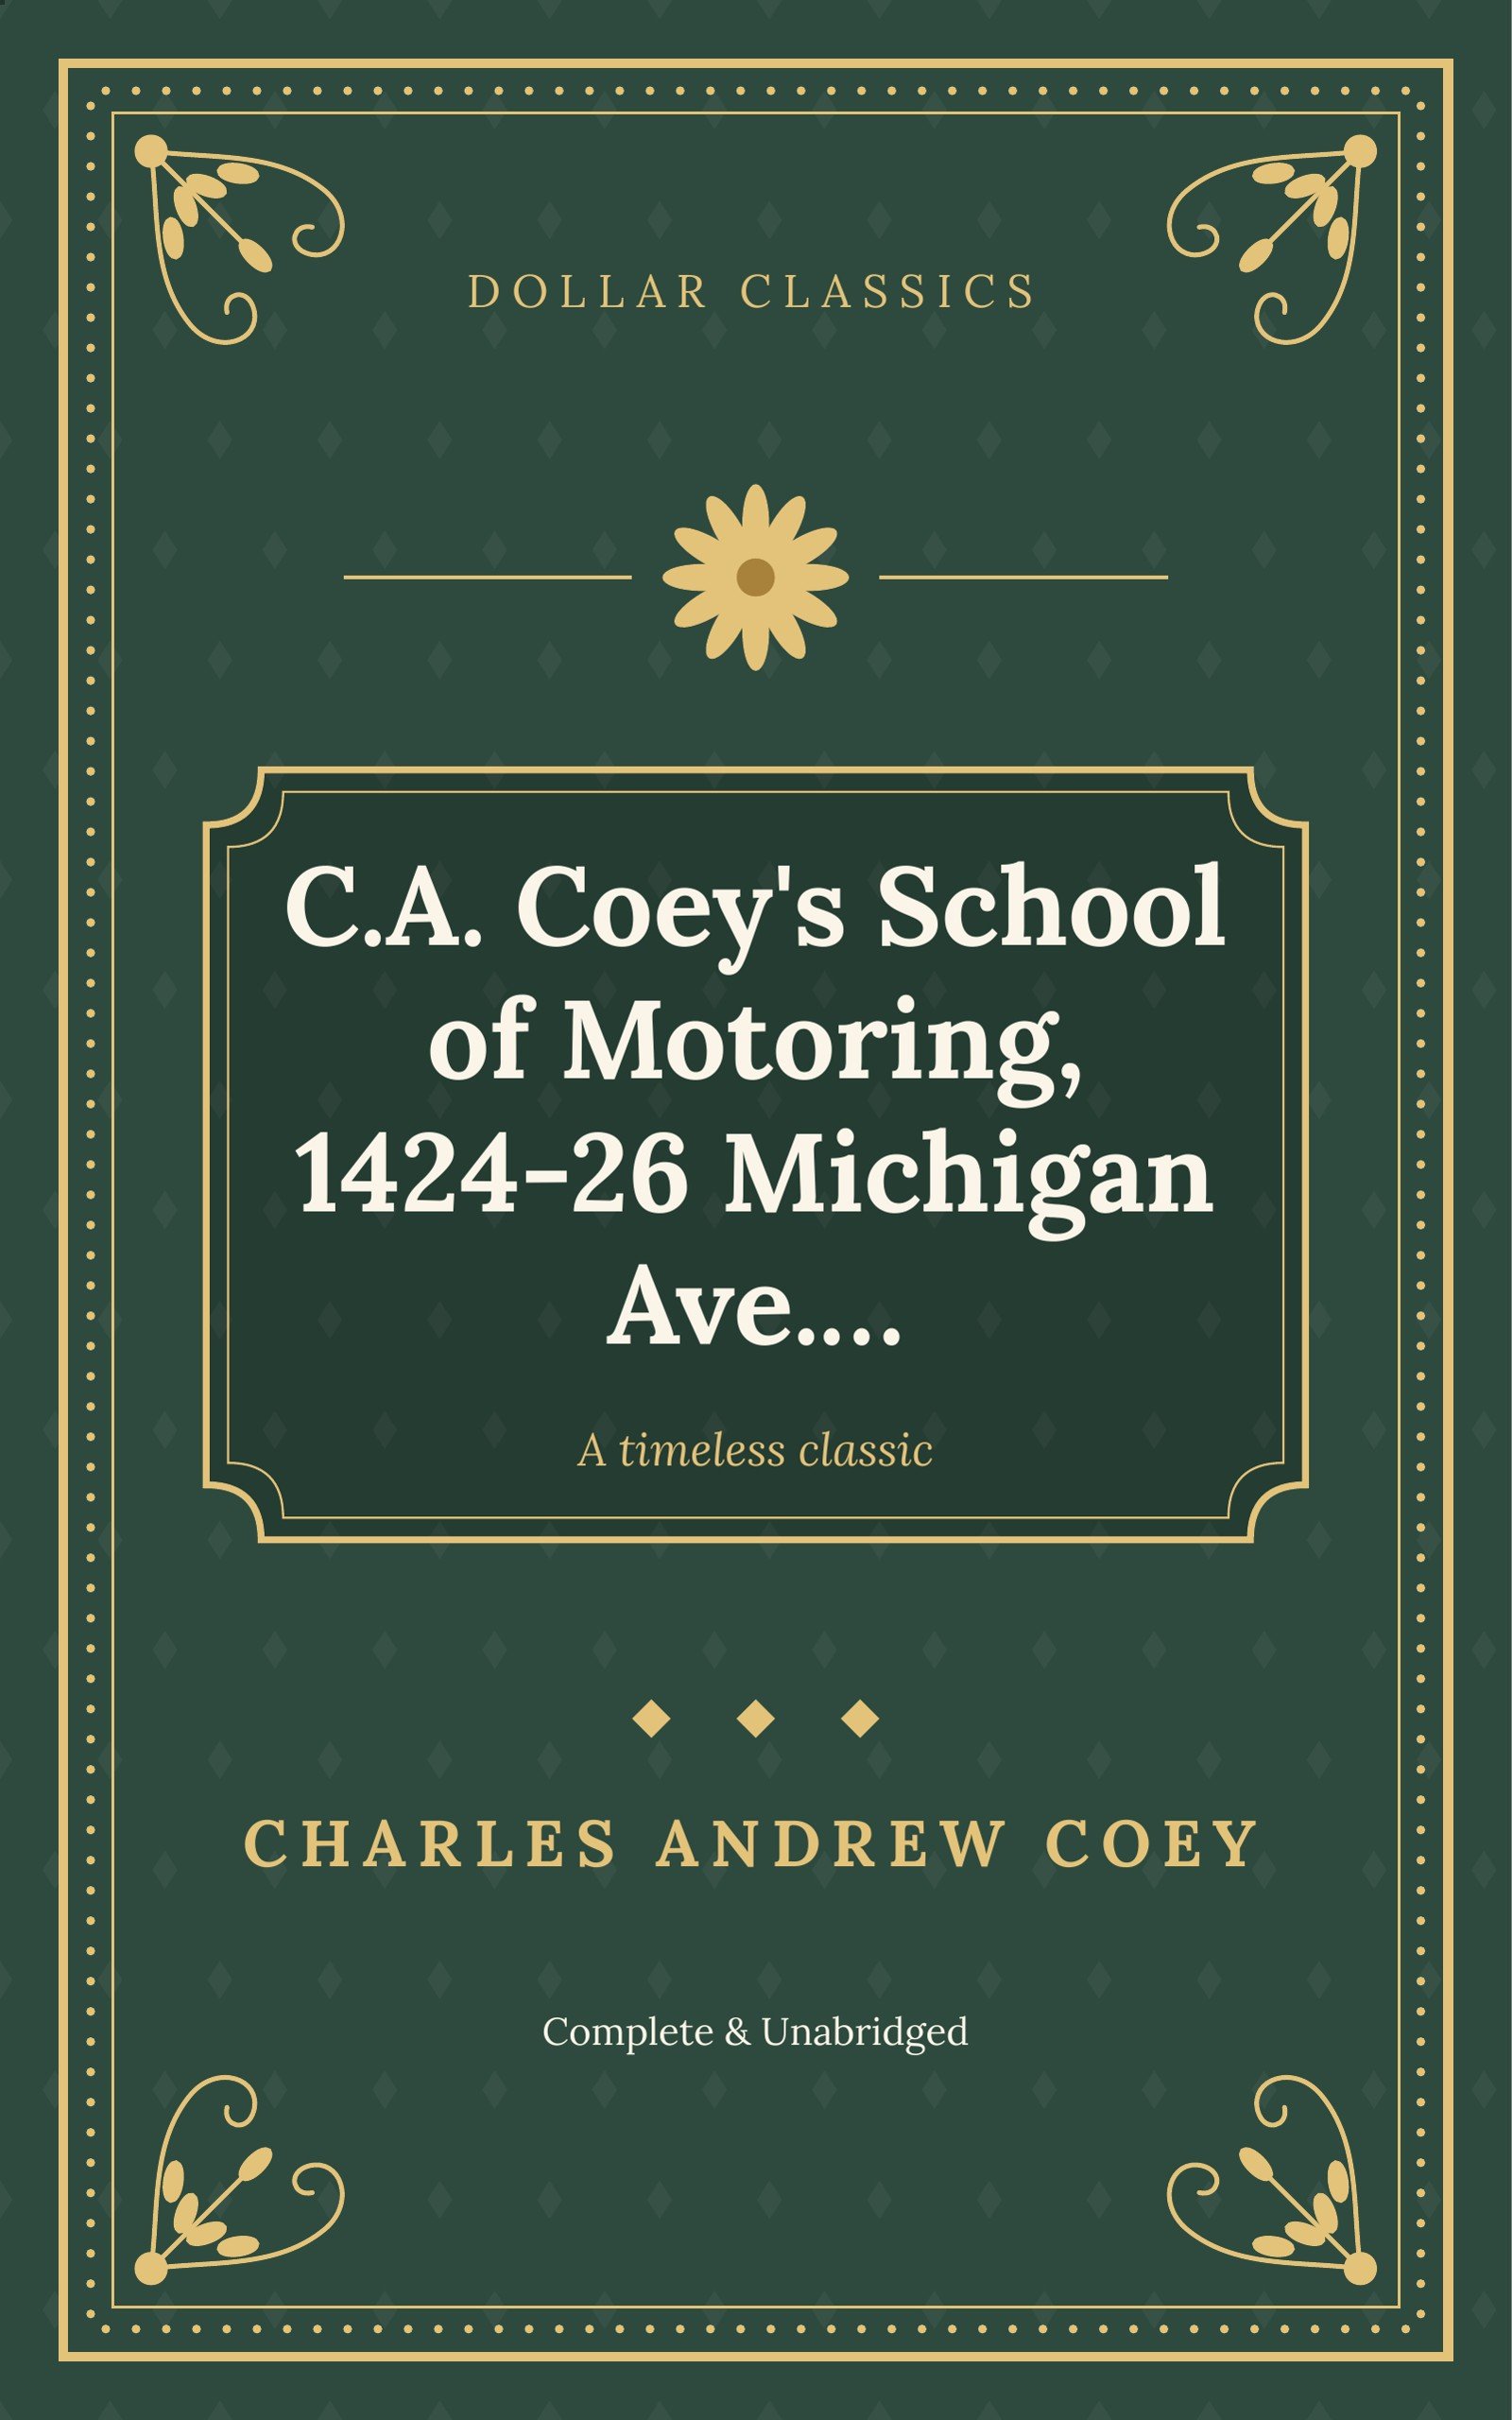 DOLLAR CLASSICS
C.A. Coey's School
of Motoring,
1424-26 Michigan
Ave....
A timeless classic
CHARLES ANDREW COEY
Complete & Unabridged